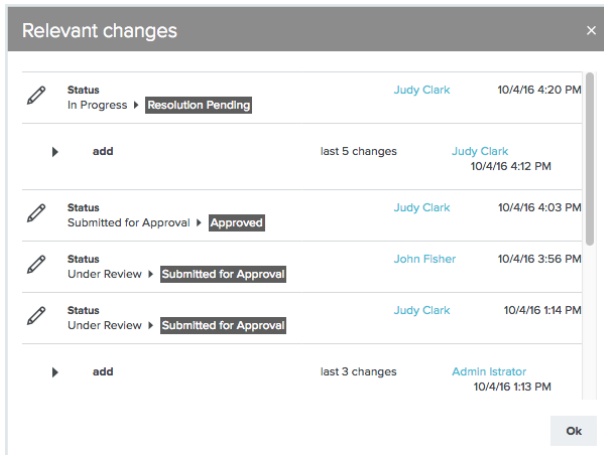 Relevant changes ×
Status Judy Clark 10/4/16 4:20 PM
In Progress Resolution Pending
add last 5 changes Judy Clark
10/4/16 4:12 PM
Status Judy Clark 10/4/16 4:03 PM
Submitted for Approval Approved
Status John Fisher 10/4/16 3:56 PM
Under Review Submitted for Approval
Status Judy Clark 10/4/16 1:14 PM
Under Review Submitted for Approval
add last 3 changes Admin Istrator
10/4/16 1:13 PM
Ok